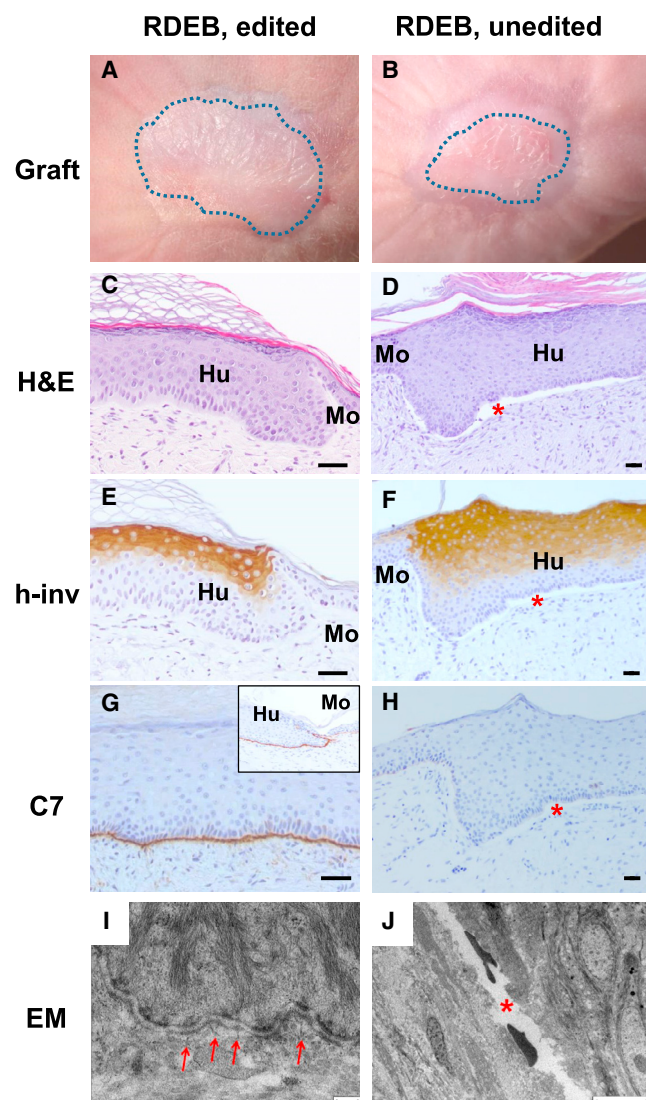 RDEB, edited RDEB, unedited
Graft
A B
H&E
C D
Hu Mo
Mo Hu
*
h-inv
E F
Hu Mo
Mo Hu
*
C7
G H
Hu Mo
*
EM
I J
*